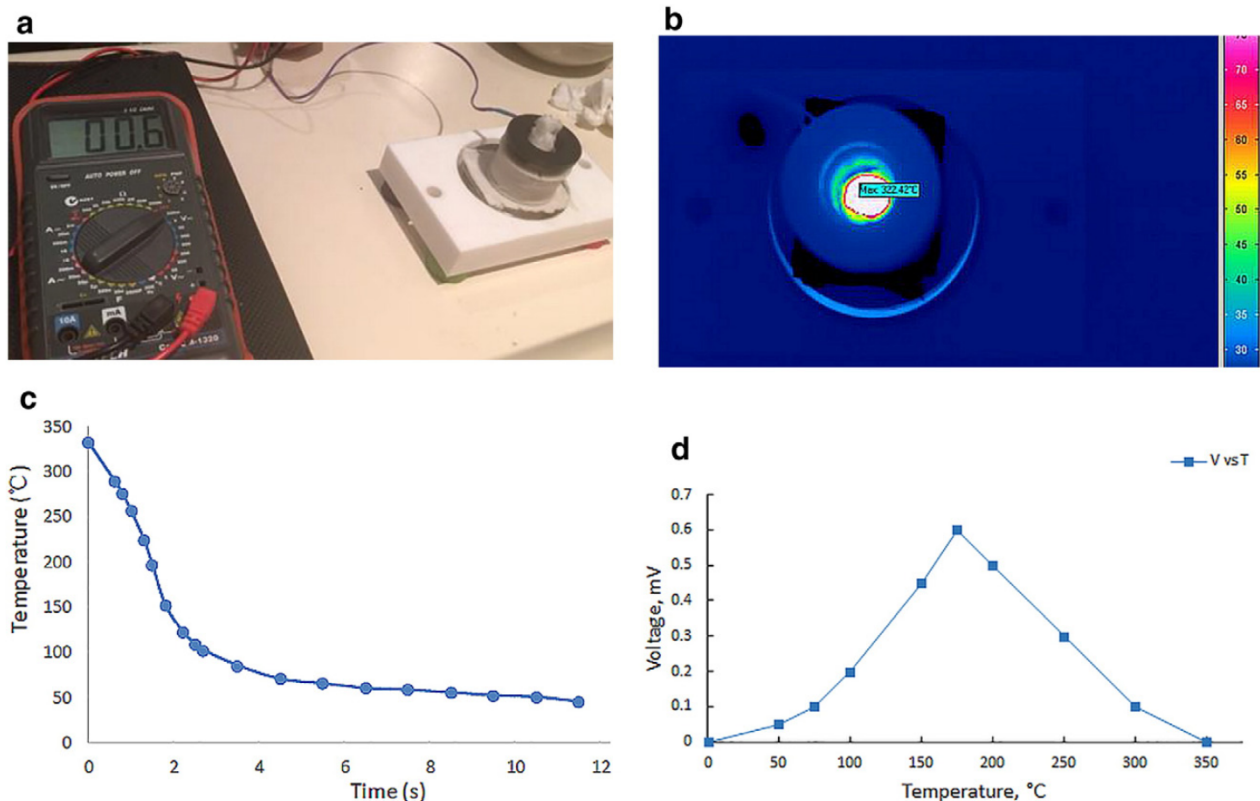 a
00.6
AUTO POWER OFF
10A
mA
b
Max: 322.42°C
75
70
65
60
55
50
45
40
35
30
c
350
300
250
200
150
100
50
0
Temperature (℃)
0 2 4 6 8 10 12
Time (s)
d
V vsT
0.7
0.6
0.5
0.4
0.3
0.2
0.1
0
Voltage, mV
0 50 100 150 200 250 300 350
Temperature, °C